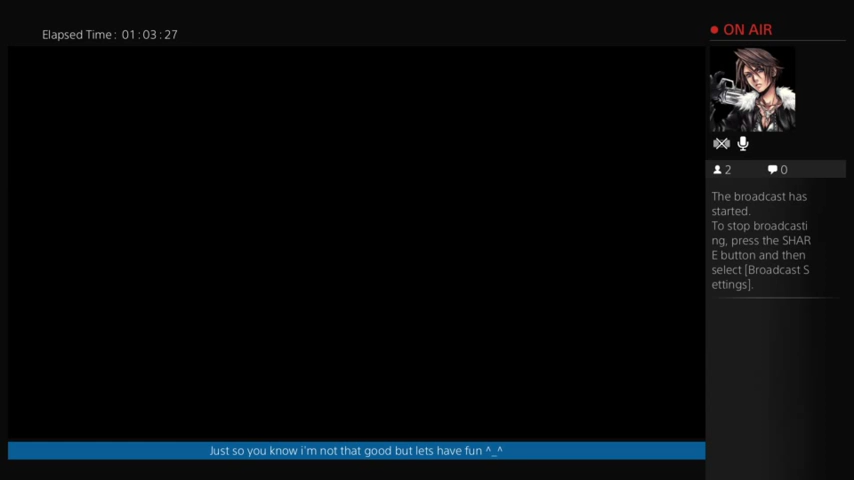 Elapsed Time : 01:03:27
ON AIR
2 0
The broadcast has
started.
To stop broadcasti
ng, press the SHAR
E button and then
select [Broadcast S
ettings].
Just so you know i'm not that good but lets have fun ^_^